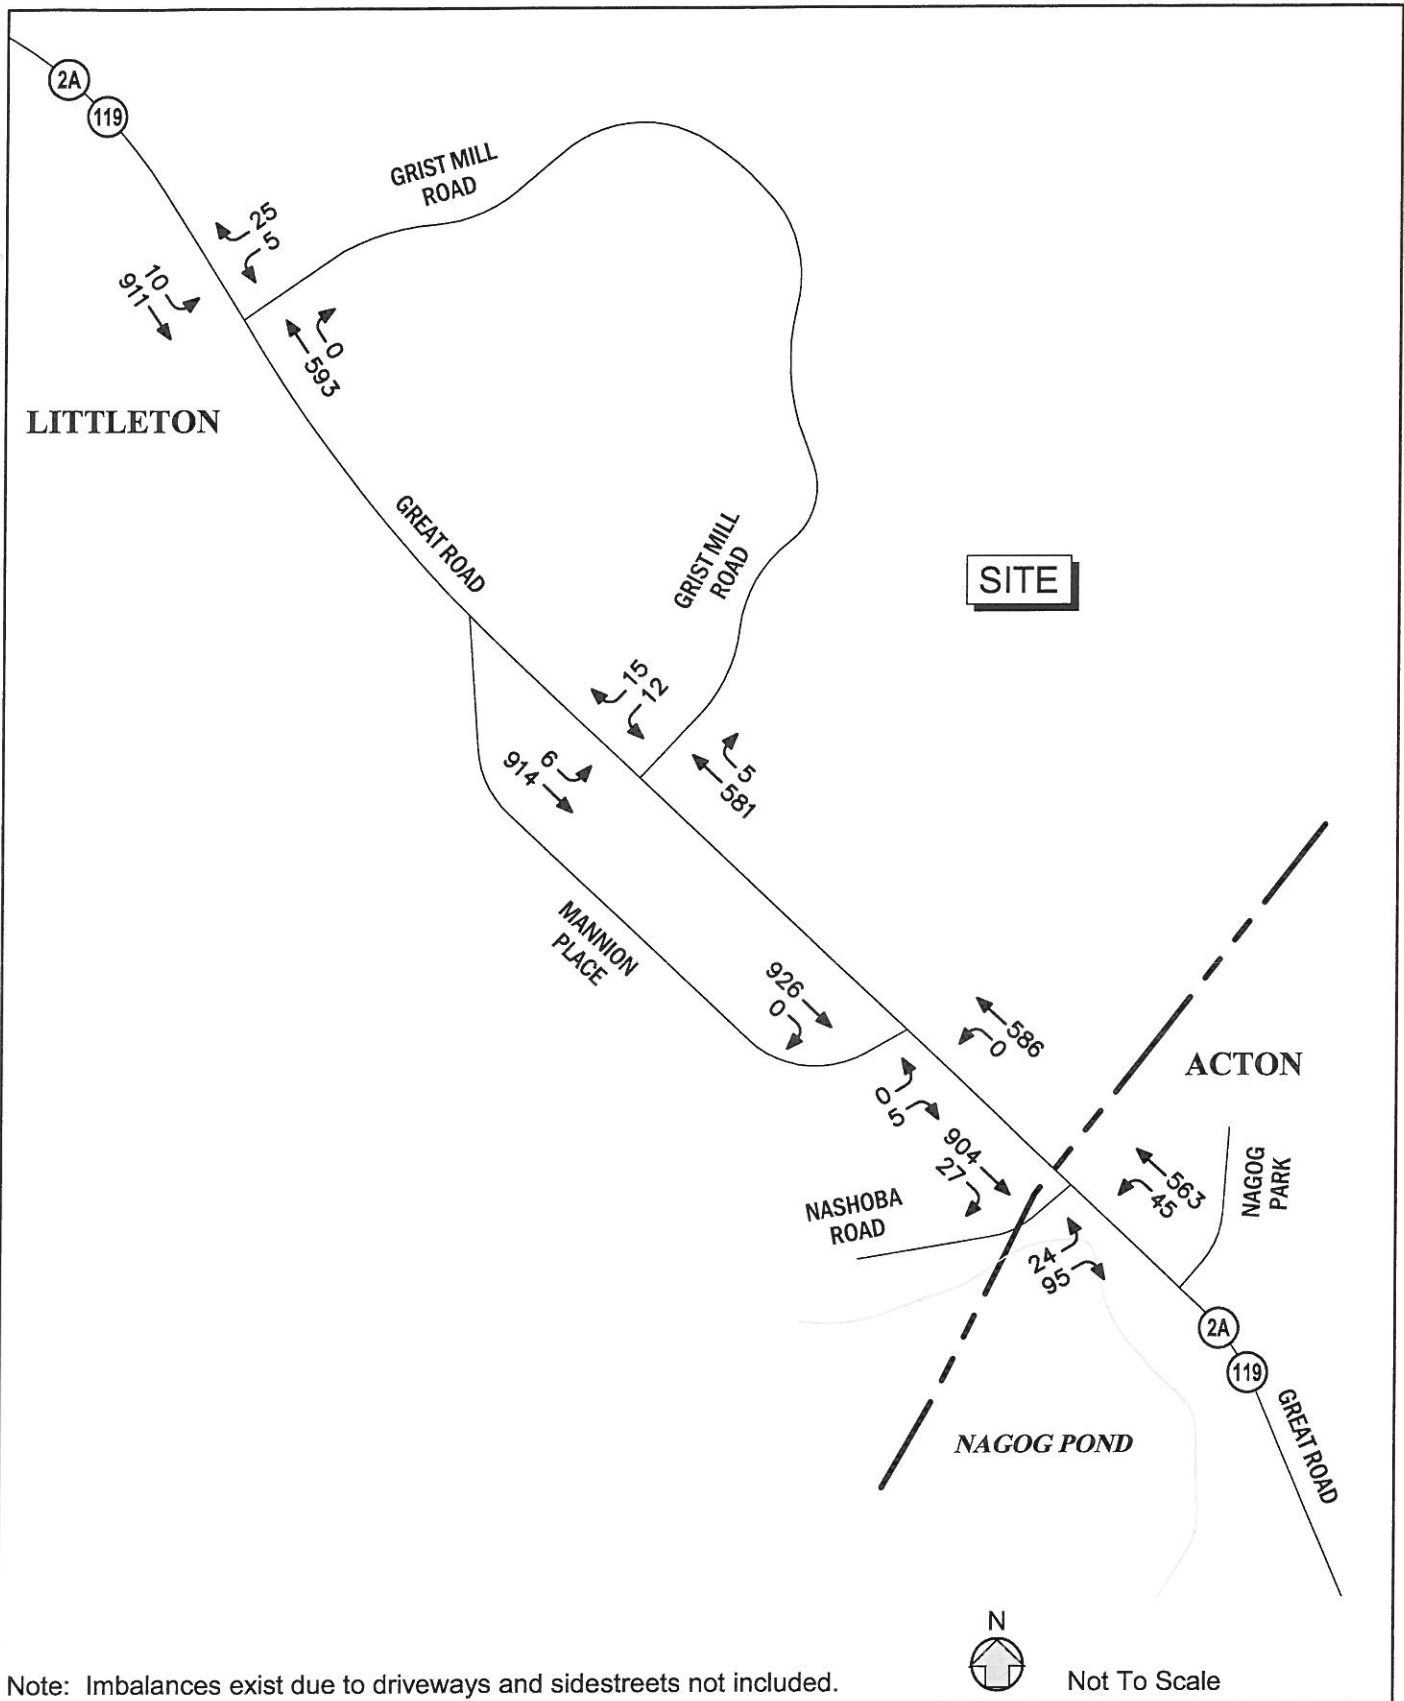 2A
119
GRIST MILL
ROAD
25
5
10
911
0
593
LITTLETON
GREAT ROAD
GRIST MILL
ROAD
SITE
15
12
6
914
5
581
MANNION
PLACE
926
0
586
0
ACTON
0
5
904
27
563
45
NAGOG
PARK
NASHOBA
ROAD
24
95
2A
119
GREAT ROAD
NAGOG POND
N
Note: Imbalances exist due to driveways and sidestreets not included.
Not To Scale